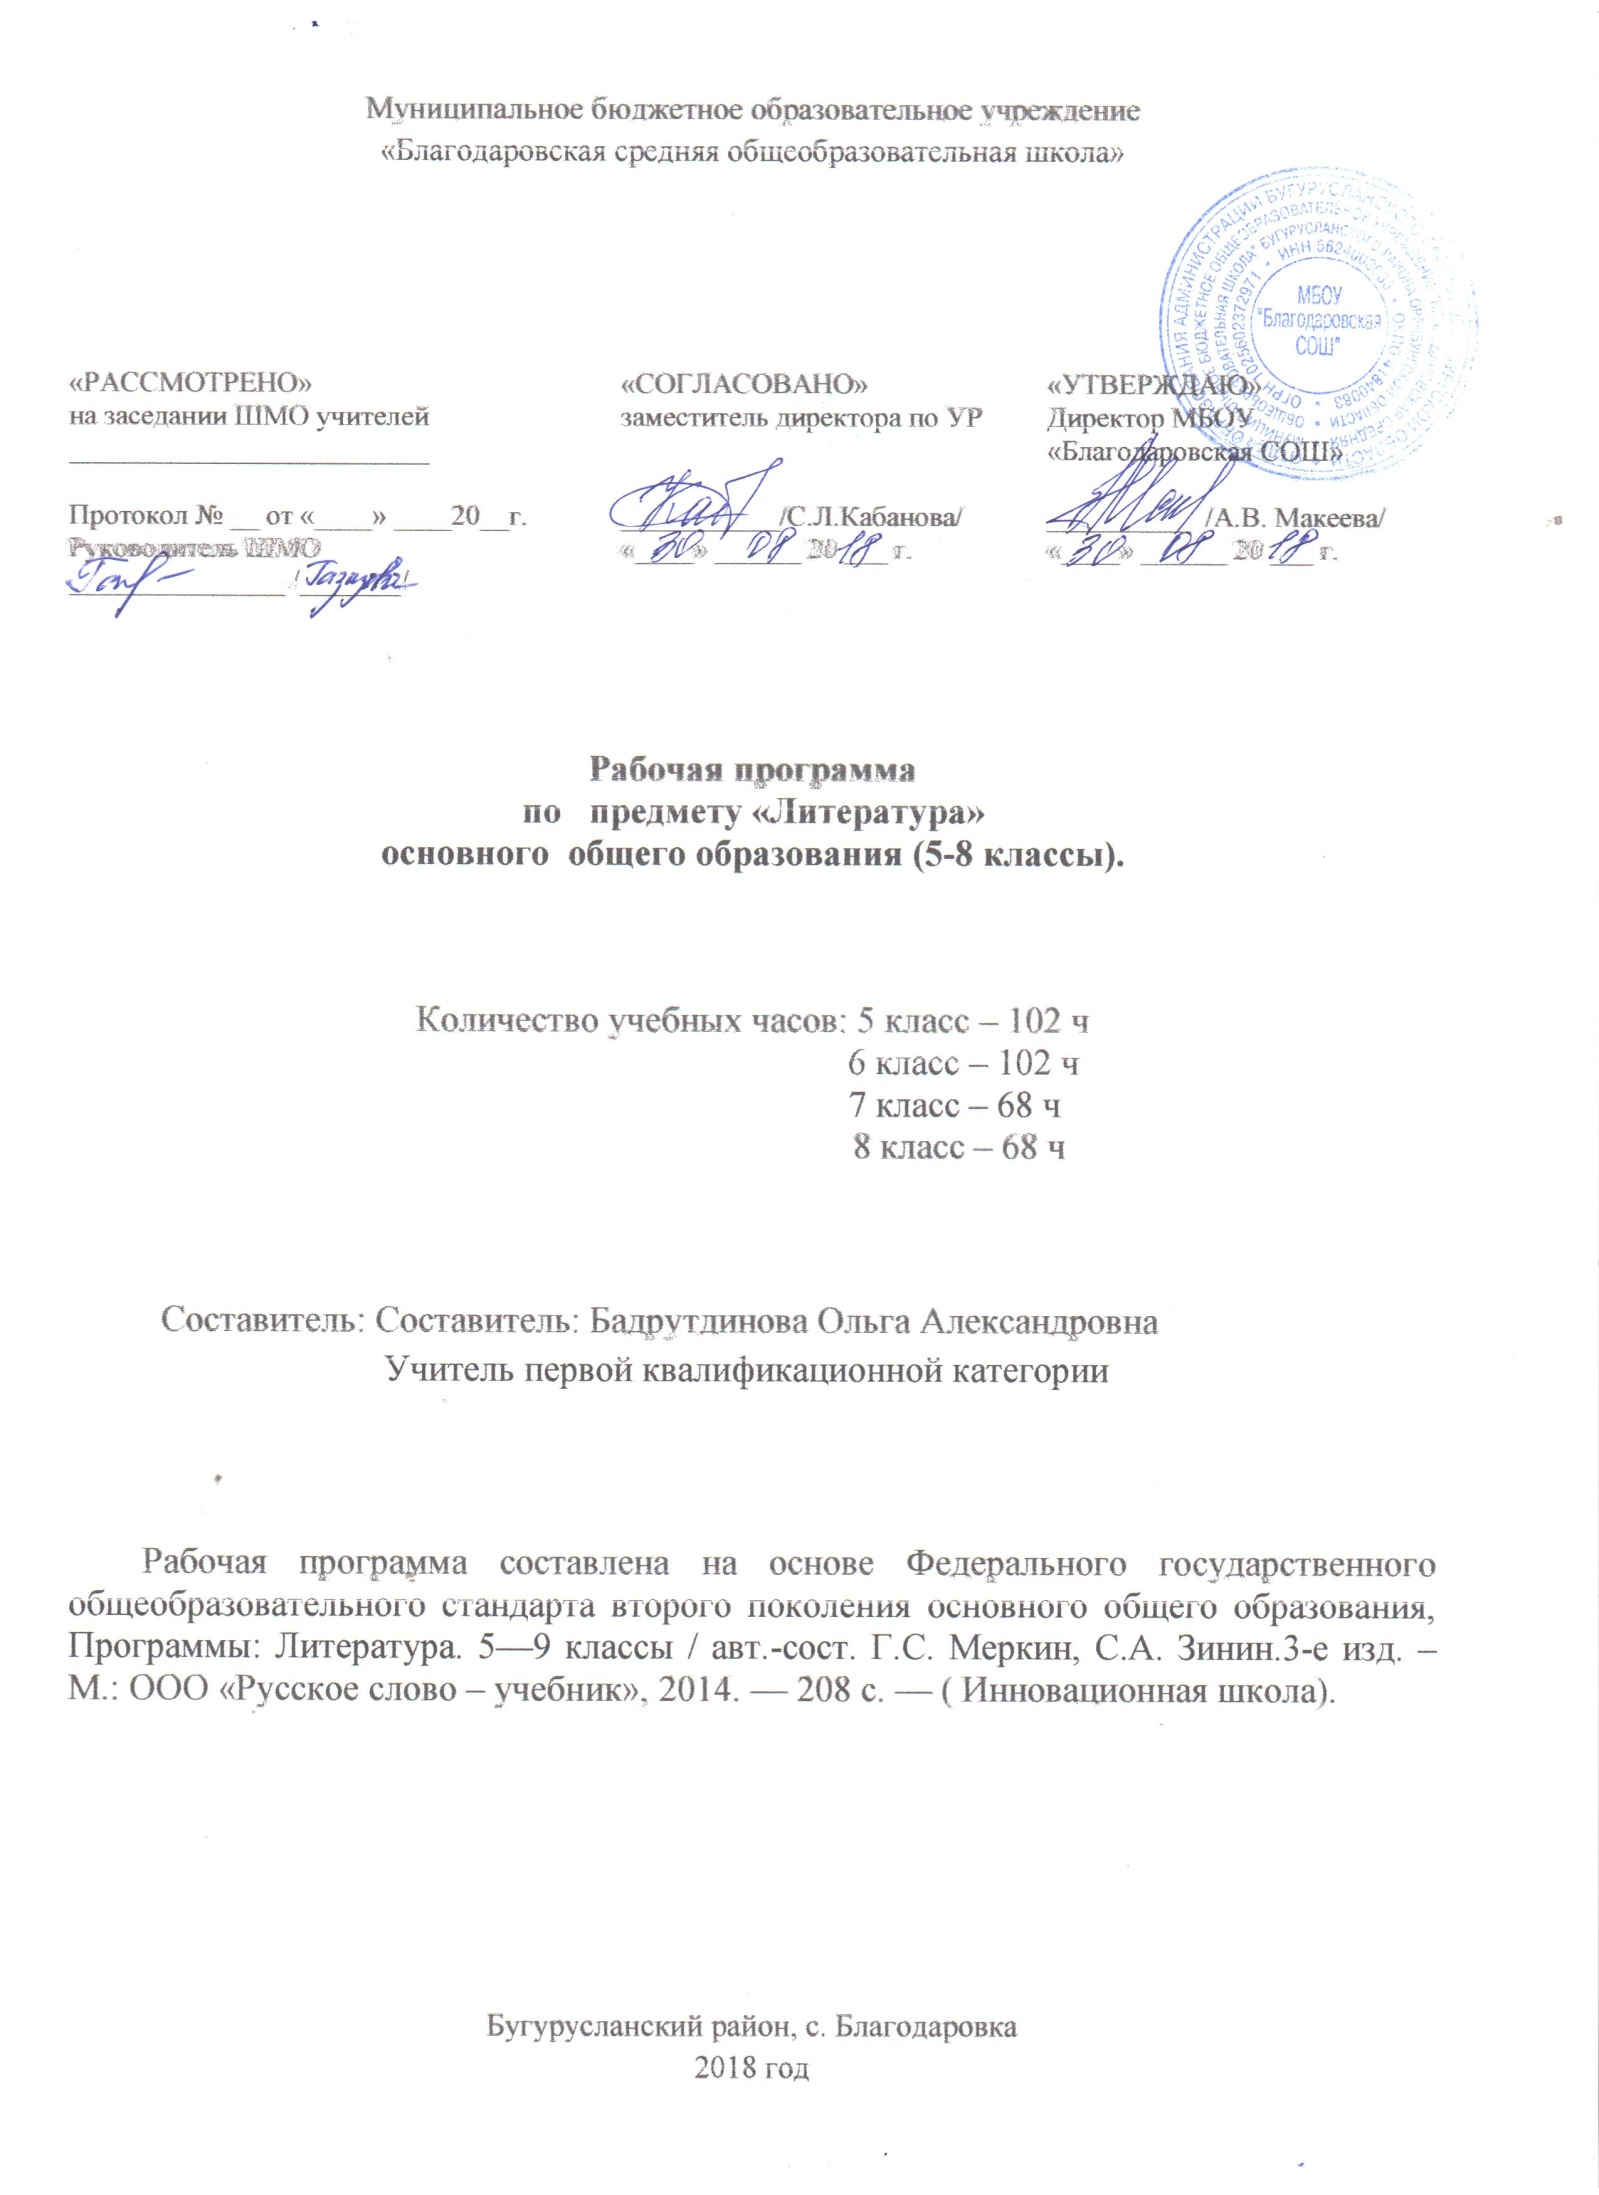 Муниципальное бюджетное образовательное учреждение
«Благодаровская средняя общеобразовательная школа»
МБОУ
"Благодаровская
СОШ"
«РАССМОТРЕНО»
на заседании ШМО учителей
Протокол № __ от «____» ____20__г.
Руководитель ШМО
«СОГЛАСОВАНО»
заместитель директора по УР
/С.Л.Кабанова/
«30» 08 2018 г.
«УТВЕРЖДАЮ»
Директор МБОУ
«Благодаровская СОШ»
/А.В. Макеева/
«30» 08 2018 г.
Рабочая программа
по предмету «Литература»
основного общего образования (5-8 классы).
Количество учебных часов: 5 класс – 102 ч
6 класс – 102 ч
7 класс – 68 ч
8 класс – 68 ч
Составитель: Составитель: Бадрутдинова Ольга Александровна
Учитель первой квалификационной категории
Рабочая программа составлена на основе Федерального государственного
общеобразовательного стандарта второго поколения основного общего образования,
Программы: Литература. 5—9 классы / авт.-сост. Г.С. Меркин, С.А. Зинин.3-е изд. –
М.: ООО «Русское слово – учебник», 2014. — 208 с. — ( Инновационная школа).
Бугурусланский район, с. Благодаровка
2018 год